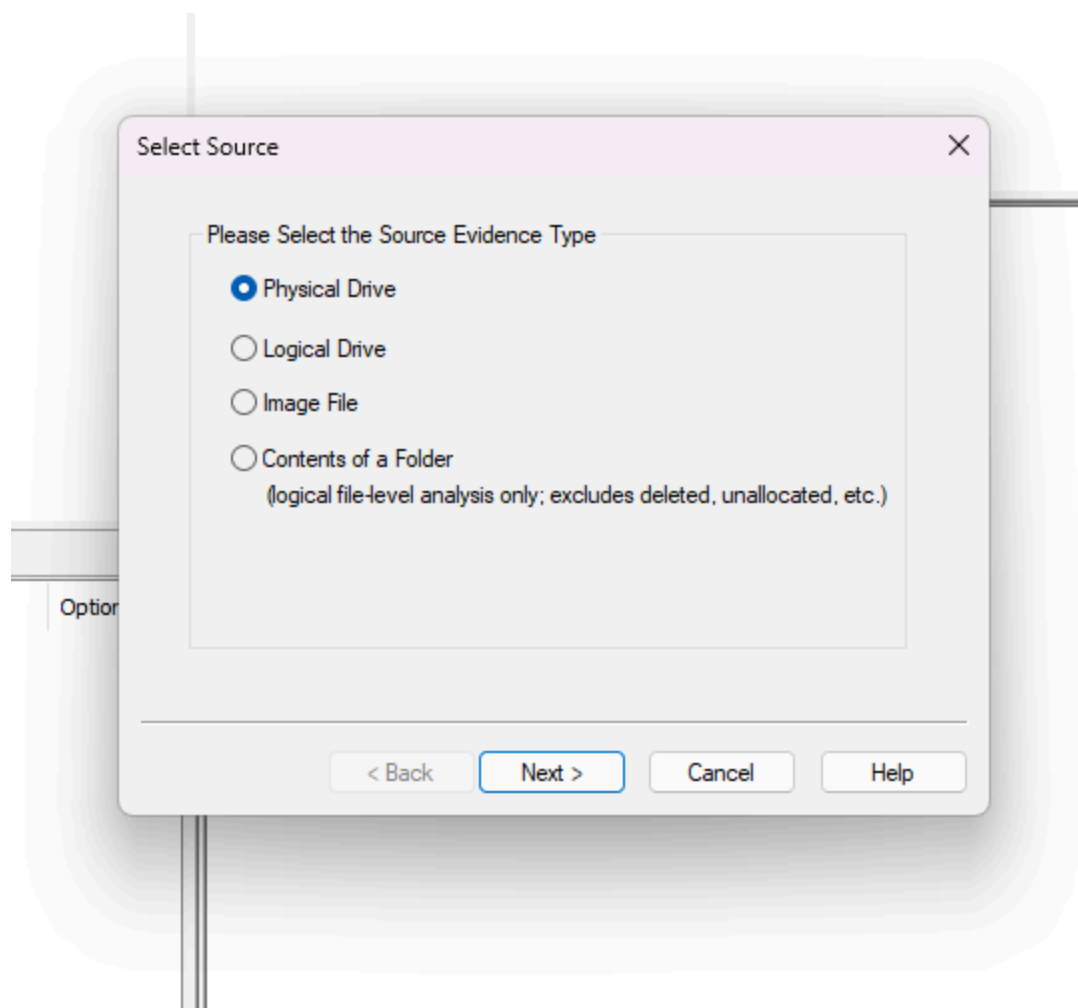 Select Source
Please Select the Source Evidence Type
Physical Drive
Logical Drive
Image File
Contents of a Folder
(logical file-level analysis only; excludes deleted, unallocated, etc.)
Option
< Back Next > Cancel Help